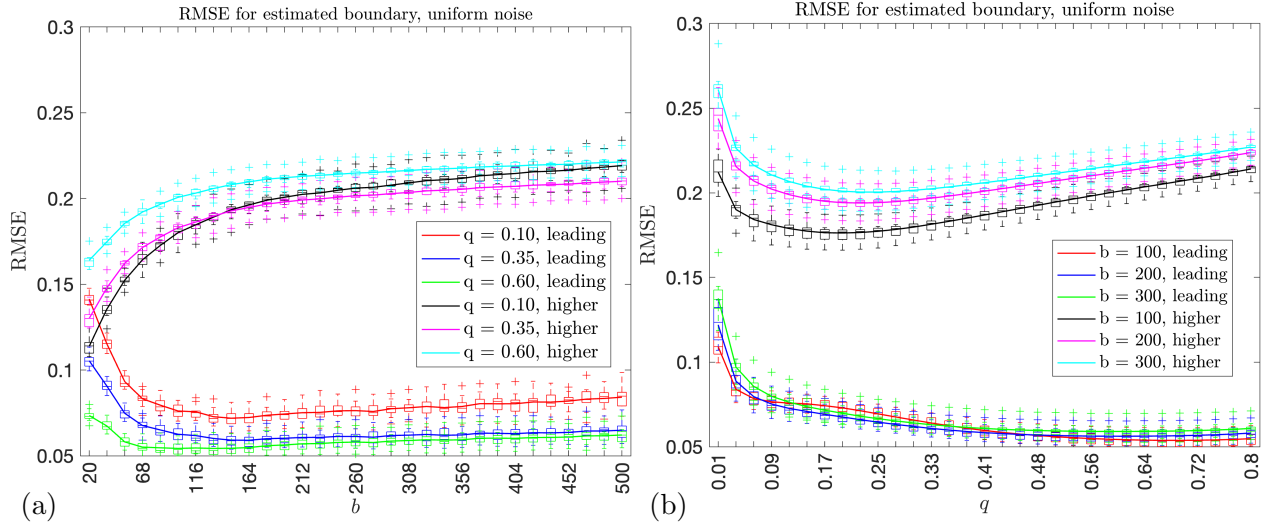 RMSE for estimated boundary, uniform noise
0.3
0.25
0.2
0.15
0.1
0.05
RMSE
q = 0.10, leading
q = 0.35, leading
q = 0.60, leading
q = 0.10, higher
q = 0.35, higher
q = 0.60, higher
20
68
116
164
212
260
308
356
404
452
500
b
(a)
RMSE for estimated boundary, uniform noise
0.3
0.25
0.2
0.15
0.1
0.05
RMSE
b = 100, leading
b = 200, leading
b = 300, leading
b = 100, higher
b = 200, higher
b = 300, higher
0.01
0.09
0.17
0.25
0.33
0.41
0.48
0.56
0.64
0.72
0.8
q
(b)